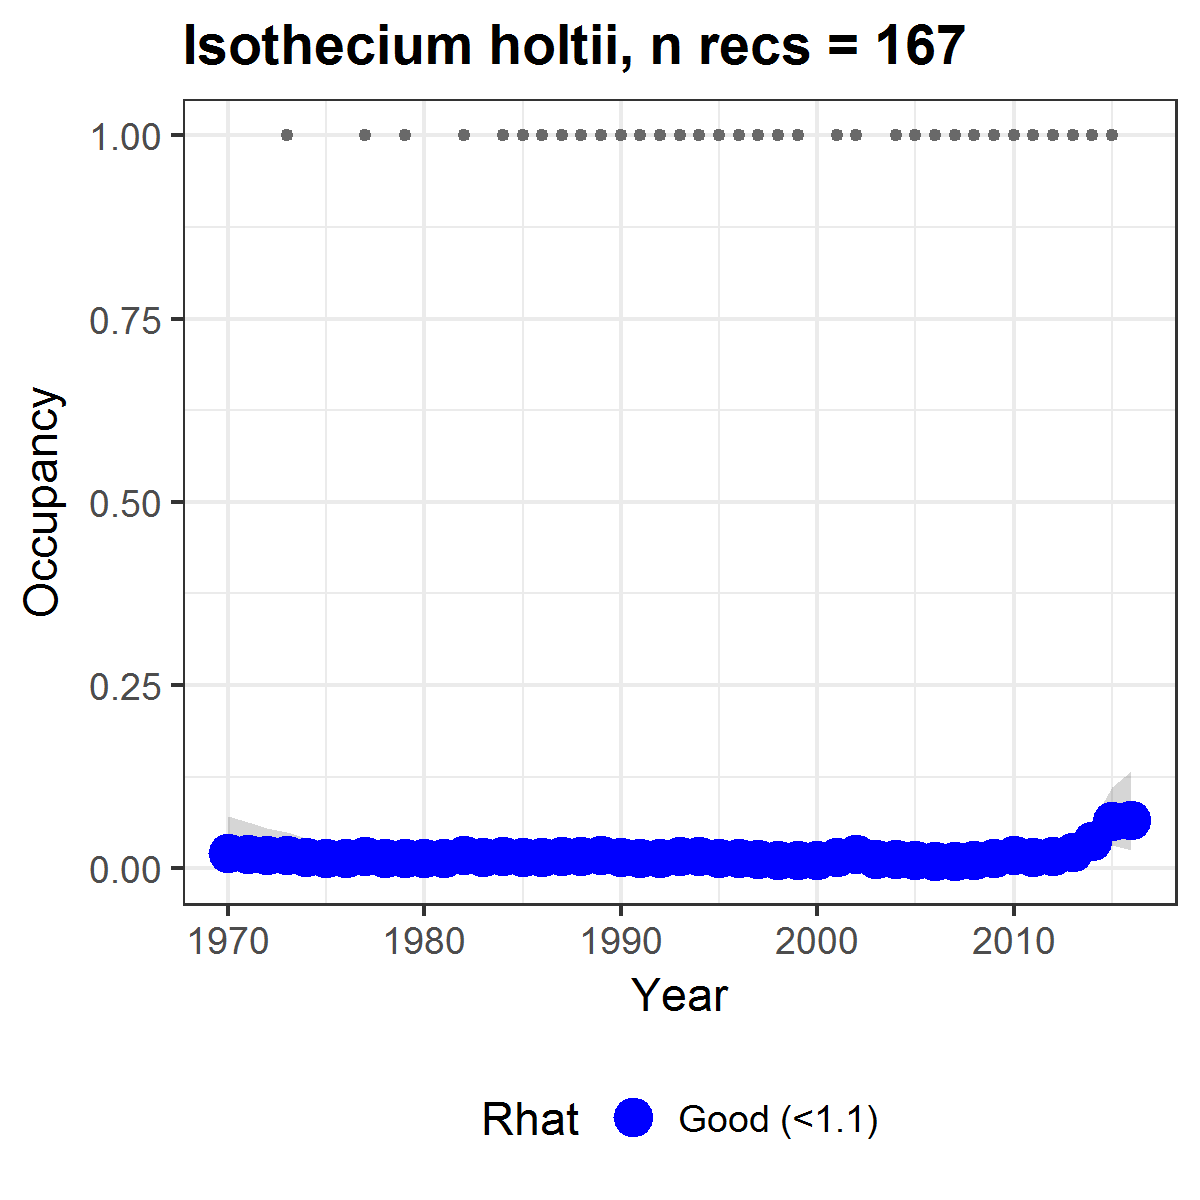 Isothecium holtii, n recs = 167
1.00
0.75
0.50
0.25
0.00
Occupancy
1970 1980 1990 2000 2010
Year
Rhat Good (<1.1)